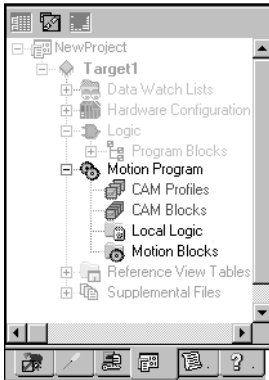 NewProject
Target1
Data Watch Lists
Hardware Configuration
Logic
Program Blocks
Motion Program
CAM Profiles
CAM Blocks
Local Logic
Motion Blocks
Reference View Tables
Supplemental Files